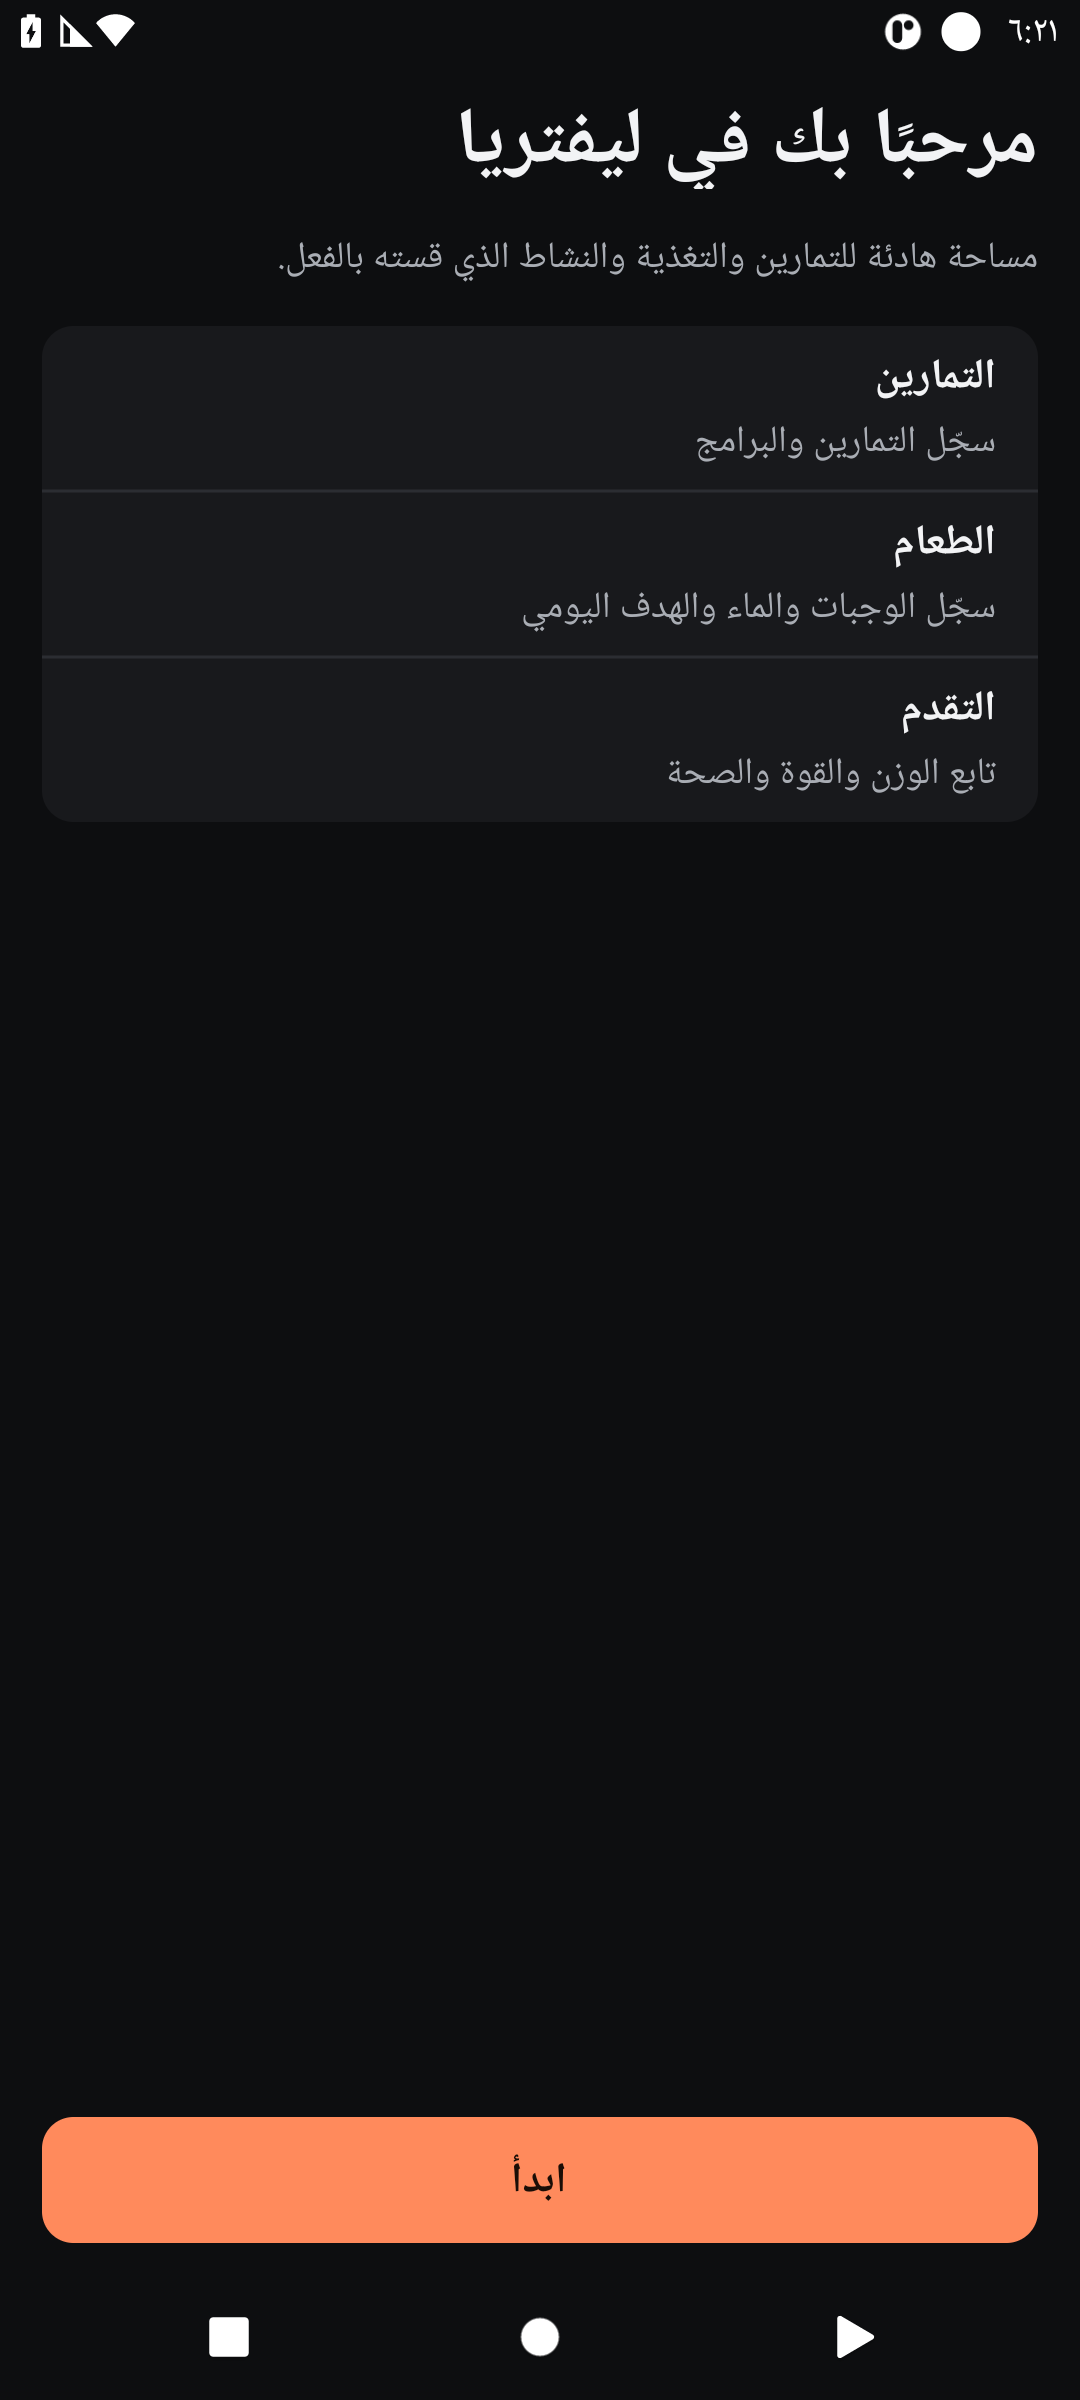 ٦:٢١
مرحبًا بك في ليفتريا
مساحة هادئة للتمارين والتغذية والنشاط الذي قسته بالفعل.
التمارين
سجّل التمارين والبرامج
الطعام
سجّل الوجبات والماء والهدف اليومي
التقدم
تابع الوزن والقوة والصحة
ابدأ